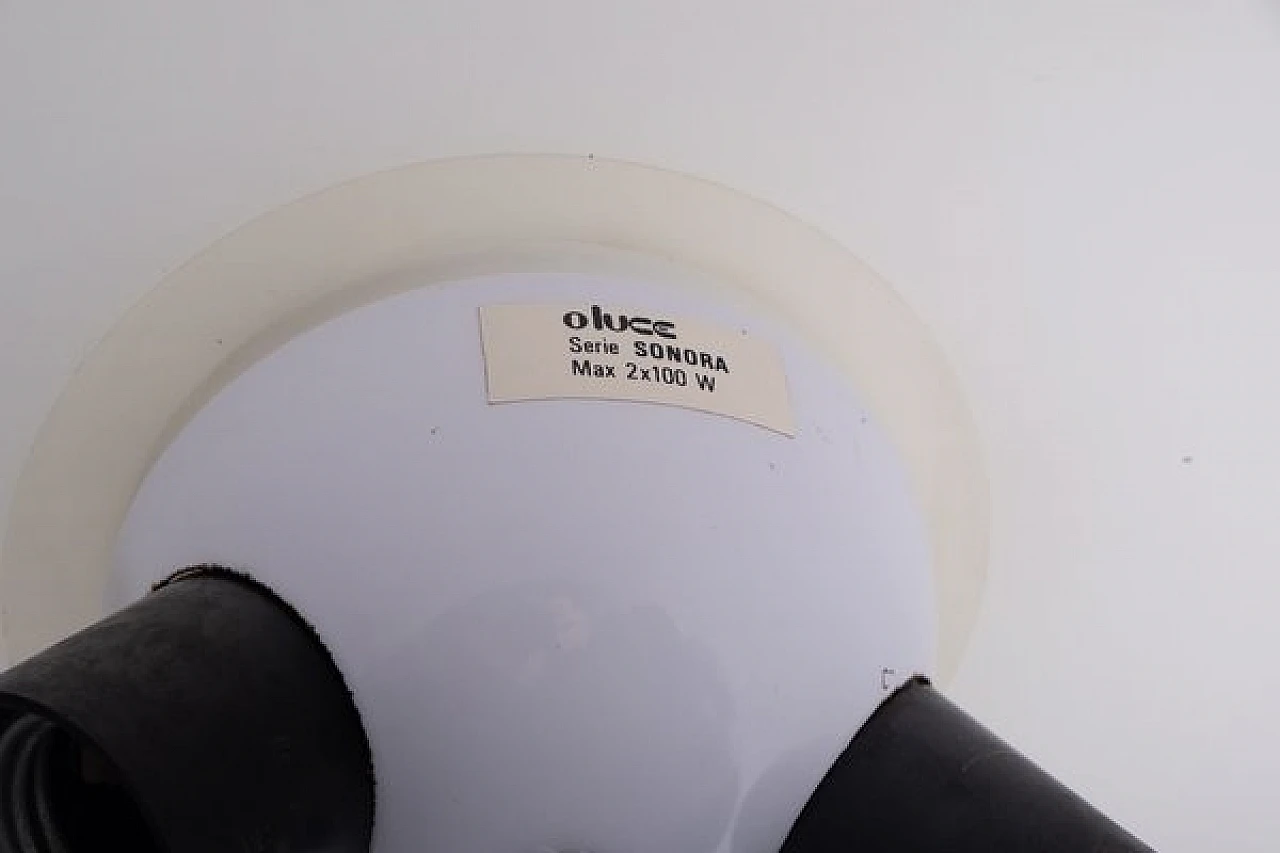 oluce
Serie SONORA
Max 2x100 W